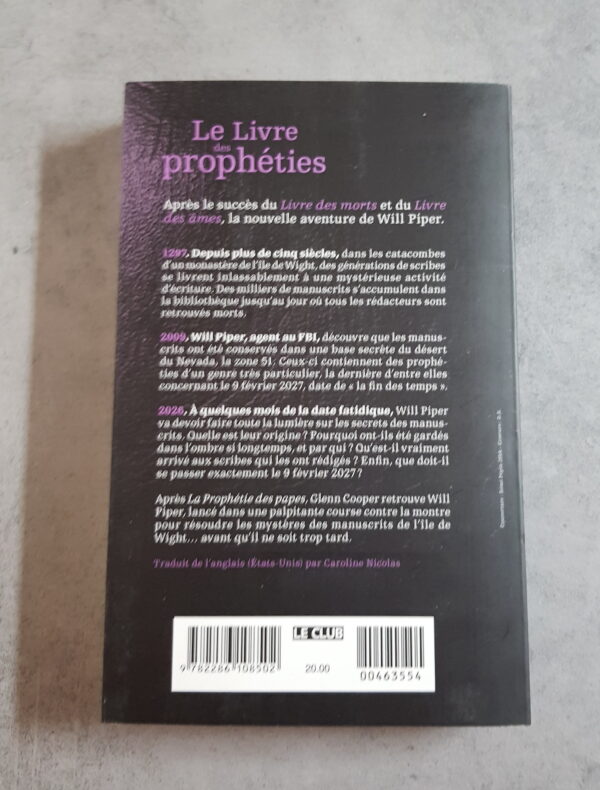 Le Livre
des
prophéties
Après le succès du Livre des morts et du Livre
des âmes, la nouvelle aventure de Will Piper.
1297. Depuis plus de cinq siècles, dans les catacombes
d'un monastère de l'île de Wight, des générations de scribes
se livrent inlassablement à une mystérieuse activité
d'écriture. Des milliers de manuscrits s'accumulent dans
la bibliothèque jusqu'au jour où tous les rédacteurs sont
retrouvés morts.
2009. Will Piper, agent au FBI, découvre que les manus-
crits ont été conservés dans une base secrète du désert
du Nevada, la zone 51. Ceux-ci contiennent des prophé-
ties d'un genre très particulier, la dernière d'entre elles
concernant le 9 février 2027, date de « la fin des temps ».
2026. À quelques mois de la date fatidique, Will Piper
va devoir faire toute la lumière sur les secrets des manus-
crits. Quelle est leur origine ? Pourquoi ont-ils été gardés
dans l'ombre si longtemps, et par qui ? Qu'est-il vraiment
arrivé aux scribes qui les ont rédigés ? Enfin, que doit-il
se passer exactement le 9 février 2027 ?
Après La Prophétie des papes, Glenn Cooper retrouve Will
Piper, lancé dans une palpitante course contre la montre
pour résoudre les mystères des manuscrits de l'île de
Wight... avant qu'il ne soit trop tard.
Traduit de l'anglais (États-Unis) par Caroline Nicolas
LE CLUB
9 782286 108502
20.00
00463554